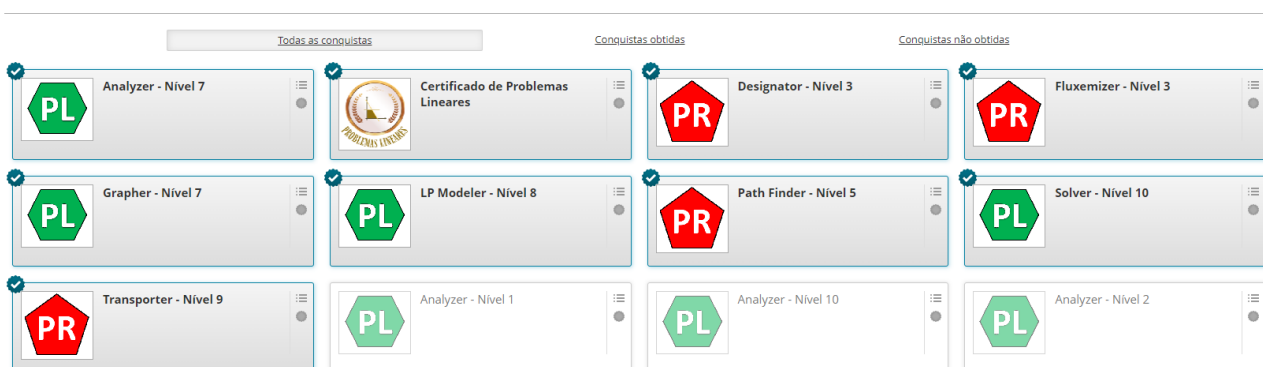 Todas as conquistas
Conquistas obtidas
Conquistas não obtidas
PL
Analyzer - Nível 7
PROBLEMAS LINEARES
Certificado de Problemas
Lineares
PR
Designator - Nível 3
PR
Fluxemizer - Nível 3
PL
Grapher - Nível 7
PL
LP Modeler - Nível 8
PR
Path Finder - Nível 5
PL
Solver - Nível 10
PR
Transporter - Nível 9
PL
Analyzer - Nível 1
PL
Analyzer - Nível 10
PL
Analyzer - Nível 2